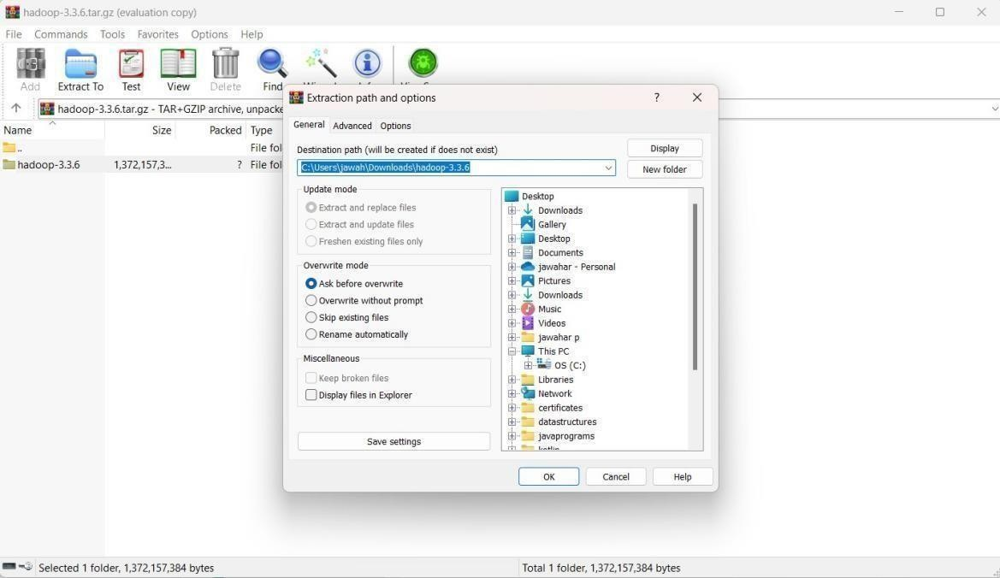 hadoop-3.3.6.tar.gz (evaluation copy)
File Commands Tools Favorites Options Help
Add Extract To Test View Delete Find
hadoop-3.3.6.tar.gz - TAR+GZIP archive, unpacke
Name Size Packed Type
.. File fol
hadoop-3.3.6 1,372,157,3... ? File fol
Extraction path and options
General Advanced Options
Destination path (will be created if does not exist)
Display
C:\Users\jawah\Downloads\hadoop-3.3.6
New folder
Update mode
Extract and replace files
Extract and update files
Freshen existing files only
Overwrite mode
Ask before overwrite
Overwrite without prompt
Skip existing files
Rename automatically
Miscellaneous
Keep broken files
Display files in Explorer
Save settings
Desktop
Downloads
Gallery
Desktop
Documents
jawahar - Personal
Pictures
Downloads
Music
Videos
jawahar p
This PC
OS (C:)
Libraries
Network
certificates
datastructures
javaprograms
kotlin
OK Cancel Help
Selected 1 folder, 1,372,157,384 bytes
Total 1 folder, 1,372,157,384 bytes